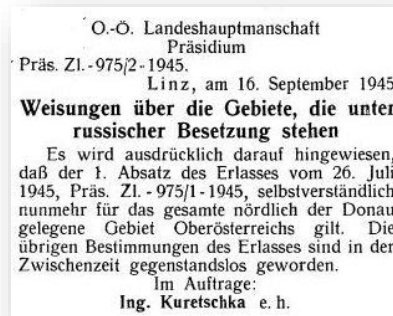 O.-Ö. Landeshauptmanschaft
Präsidium
Präs. Zl.-975/2-1945.
Linz, am 16. September 1945
Weisungen über die Gebiete, die unter
russischer Besetzung stehen
Es wird ausdrücklich darauf hingewiesen,
daß der 1. Absatz des Erlasses vom 26. Juli
1945, Präs. Zl. - 975/1-1945, selbstverständlich
nunmehr für das gesamte nördlich der Donau
gelegene Gebiet Oberösterreichs gilt. Die
übrigen Bestimmungen des Erlasses sind in der
Zwischenzeit gegenstandslos geworden.
Im Auftrage:
Ing. Kuretschka e. h.